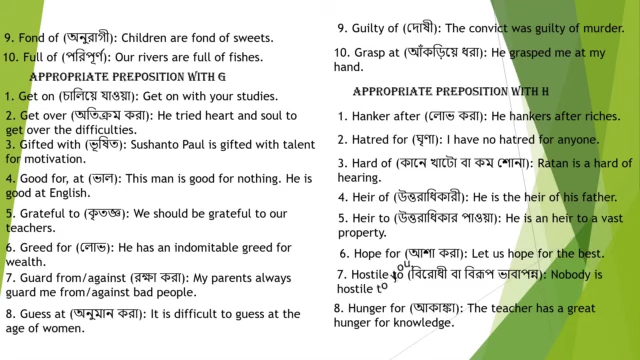 9. Fond of (অনুরাগী): Children are fond of sweets.
10. Full of (পরিপূর্ণ): Our rivers are full of fishes.
APPROPRIATE PREPOSITION WITH G
1. Get on (চালিয়ে যাওয়া): Get on with your studies.
2. Get over (অতিক্রম করা): He tried heart and soul to
get over the difficulties.
3. Gifted with (ভূষিত): Sushanto Paul is gifted with talent
for motivation.
4. Good for, at (ভাল): This man is good for nothing. He is
good at English.
5. Grateful to (কৃতজ্ঞ): We should be grateful to our
teachers.
6. Greed for (লোভ): He has an indomitable greed for
wealth.
7. Guard from/against (রক্ষা করা): My parents always
guard me from/against bad people.
8. Guess at (অনুমান করা): It is difficult to guess at the
age of women.
9. Guilty of (দোষী): The convict was guilty of murder.
10. Grasp at (আঁকড়িয়ে ধরা): He grasped me at my
hand.
APPROPRIATE PREPOSITION WITH H
1. Hanker after (লোভ করা): He hankers after riches.
2. Hatred for (ঘৃণা): I have no hatred for anyone.
3. Hard of (কানে খাটো বা কম শোনা): Ratan is a hard of
hearing.
4. Heir of (উত্তরাধিকারী): He is the heir of his father.
5. Heir to (উত্তরাধিকার পাওয়া): He is an heir to a vast
property.
6. Hope for (আশা করা): Let us hope for the best.
7. Hostile to (বিরোধী বা বিরূপ ভাবাপন্ন): Nobody is
hostile to
8. Hunger for (আকাঙ্কা): The teacher has a great
hunger for knowledge.